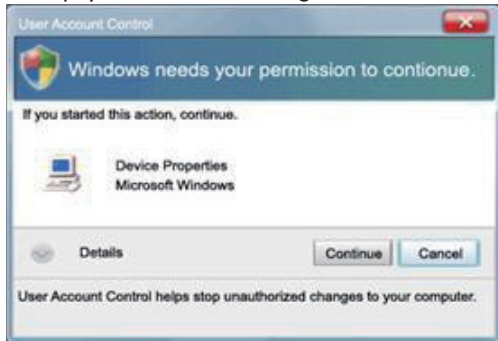 User Account Control
Windows needs your permission to contionue.
If you started this action, continue.
Device Properties
Microsoft Windows
Details
Continue
Cancel
User Account Control helps stop unauthorized changes to your computer.